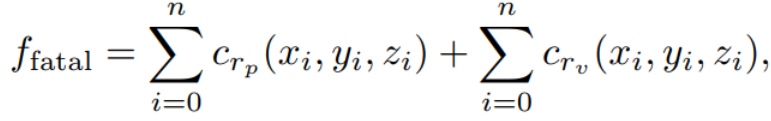 f_fatal = \sum_{i=0}^{n} c_{r_p}(x_i, y_i, z_i) + \sum_{i=0}^{n} c_{r_v}(x_i, y_i, z_i),